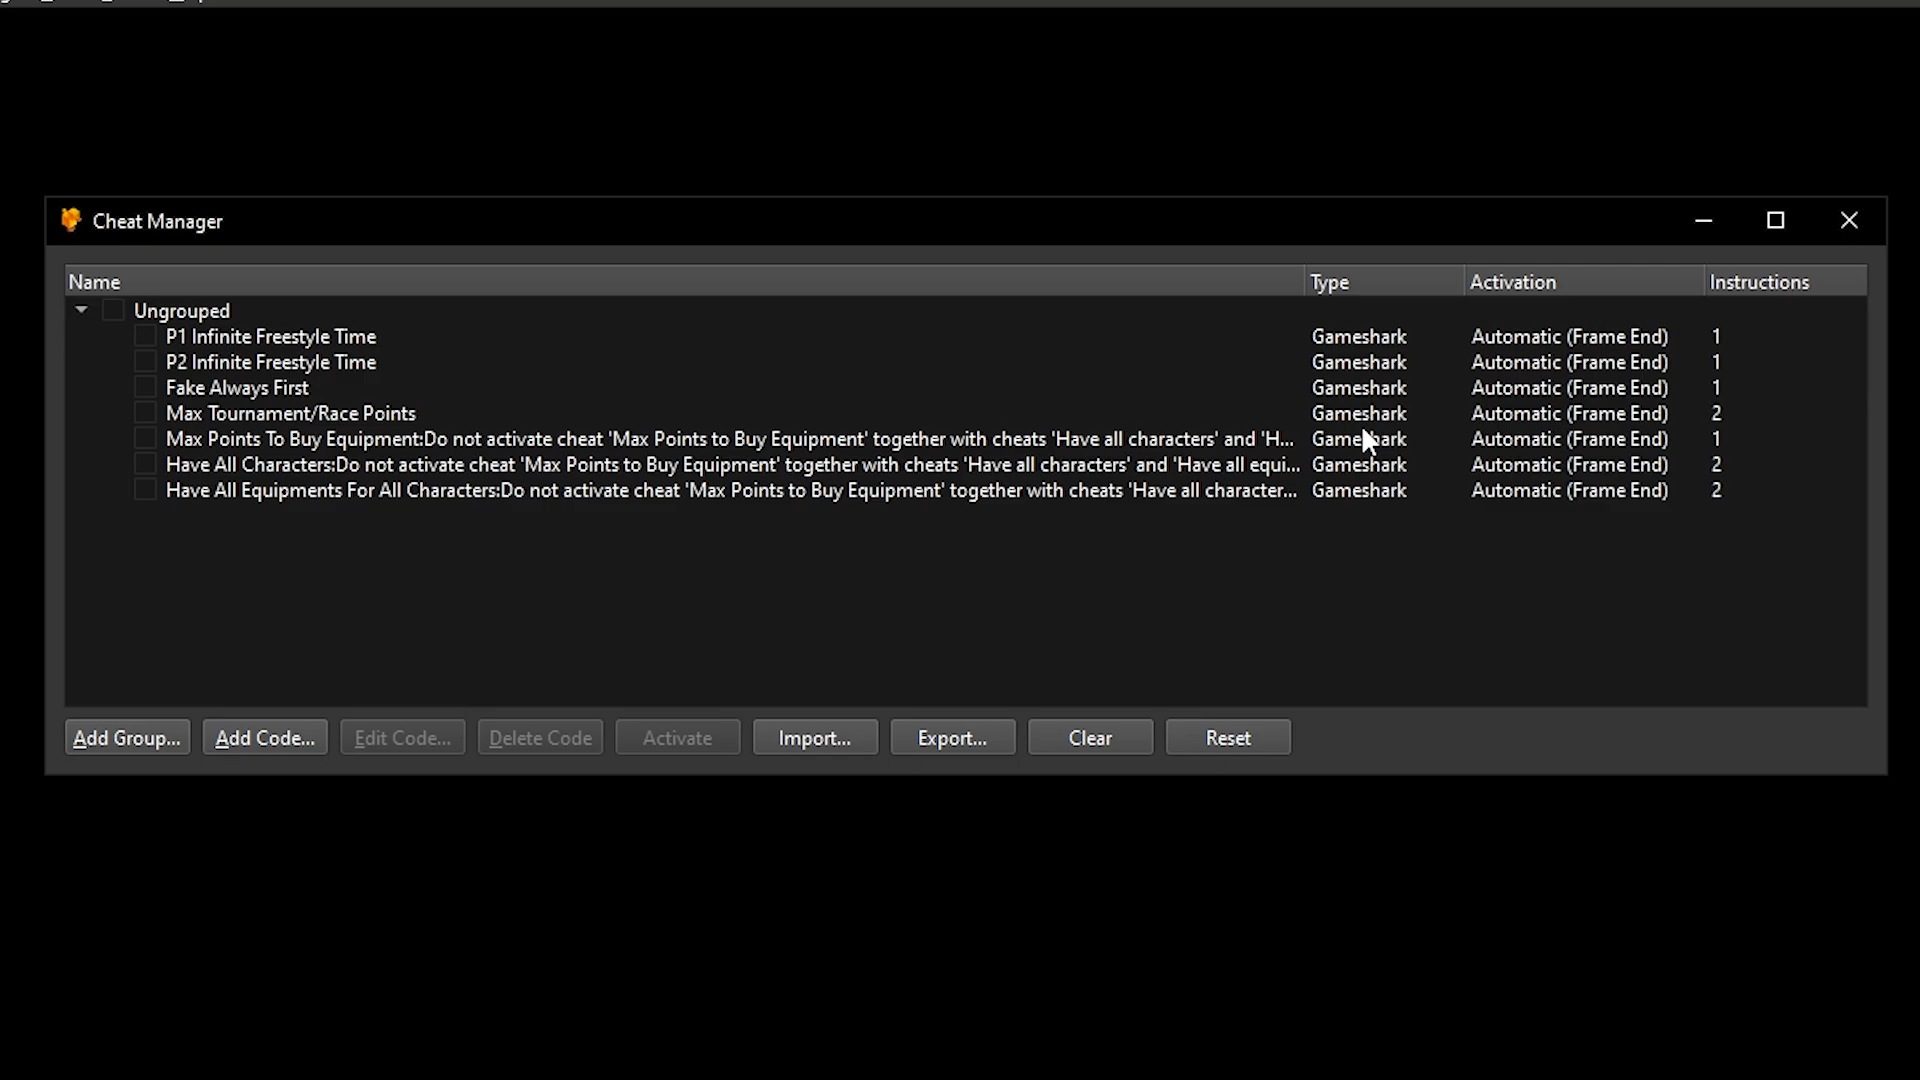 Cheat Manager
Name Type Activation Instructions
Ungrouped
P1 Infinite Freestyle Time Gameshark Automatic (Frame End) 1
P2 Infinite Freestyle Time Gameshark Automatic (Frame End) 1
Fake Always First Gameshark Automatic (Frame End) 1
Max Tournament/Race Points Gameshark Automatic (Frame End) 2
Max Points To Buy Equipment:Do not activate cheat 'Max Points to Buy Equipment' together with cheats 'Have all characters' and 'H... Gameshark Automatic (Frame End) 1
Have All Characters:Do not activate cheat 'Max Points to Buy Equipment' together with cheats 'Have all characters' and 'Have all equi... Gameshark Automatic (Frame End) 2
Have All Equipments For All Characters:Do not activate cheat 'Max Points to Buy Equipment' together with cheats 'Have all character... Gameshark Automatic (Frame End) 2
Add Group... Add Code... Edit Code... Delete Code Activate Import... Export... Clear Reset